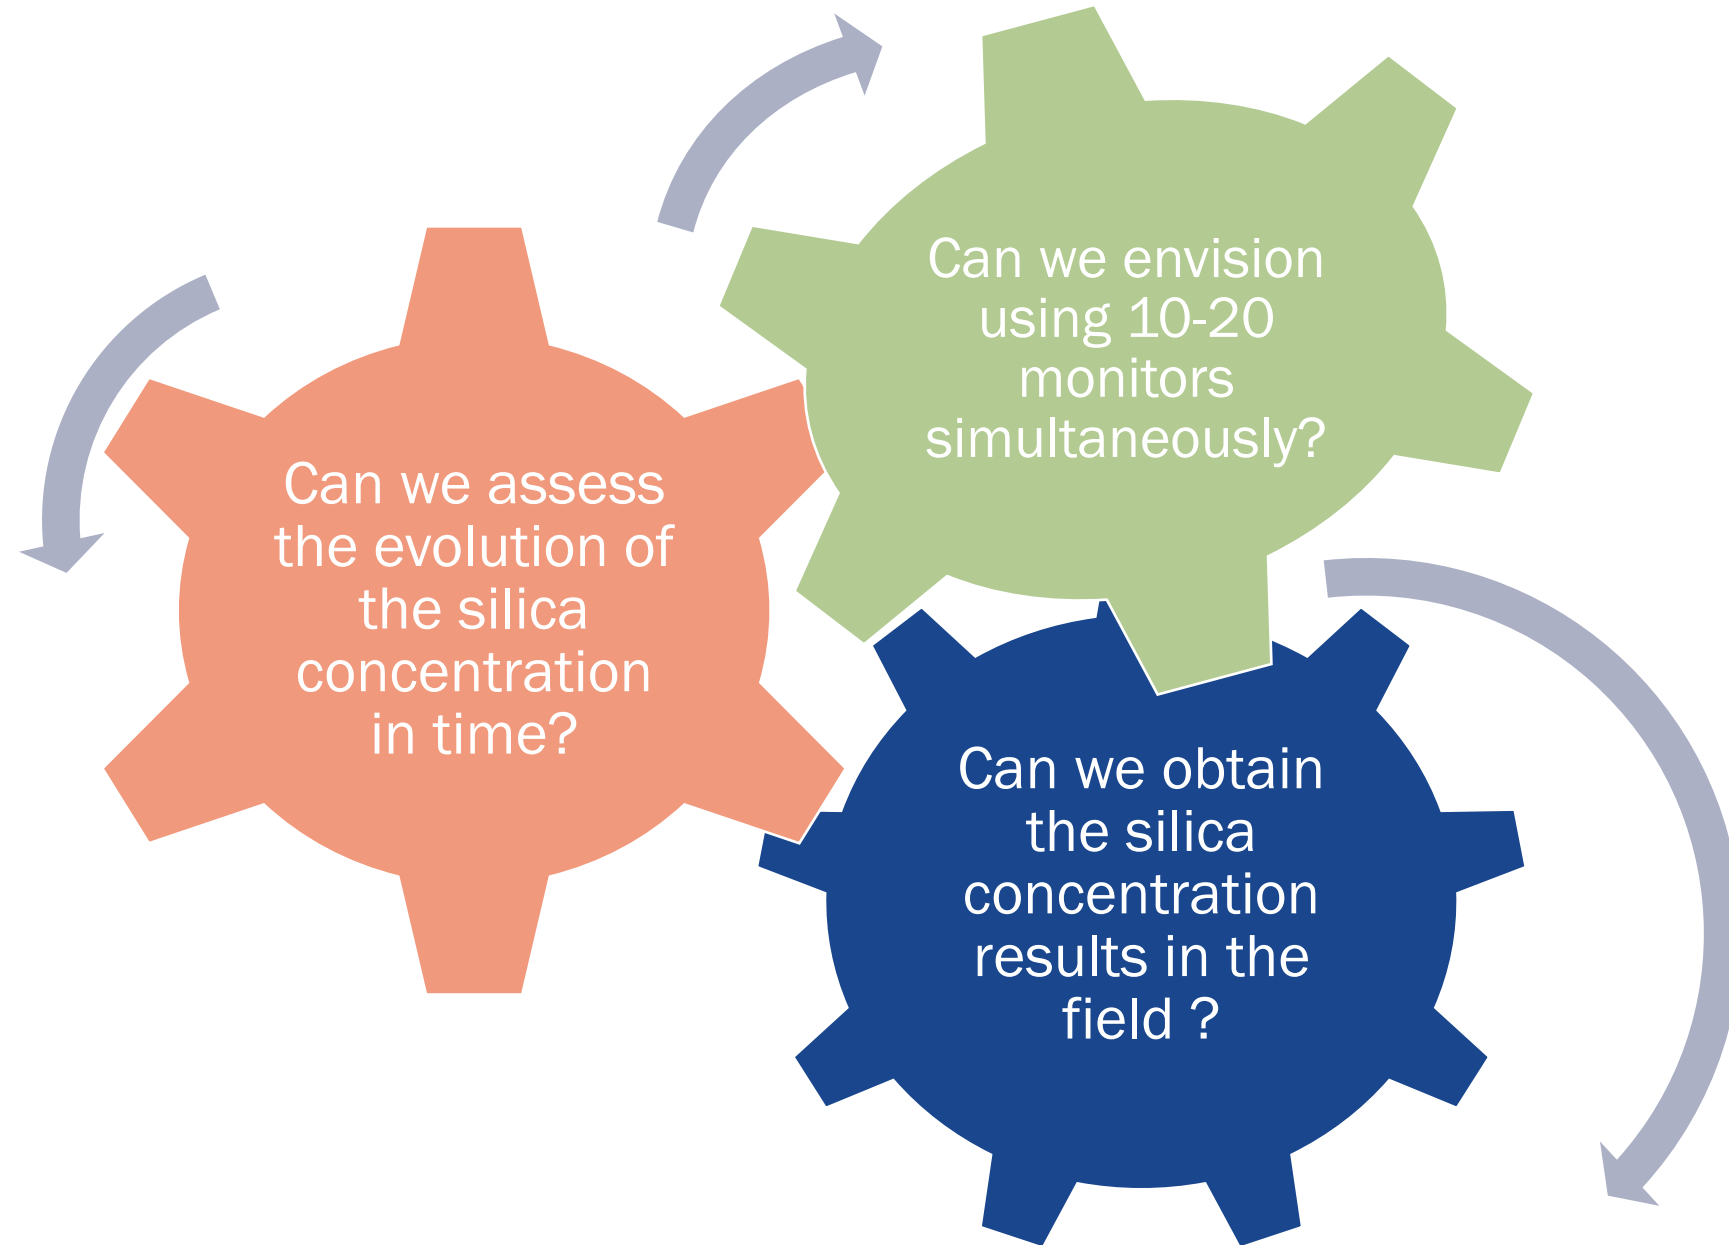 Can we envision
using 10-20
monitors
simultaneously?
Can we assess
the evolution of
the silica
concentration
in time?
Can we obtain
the silica
concentration
results in the
field ?